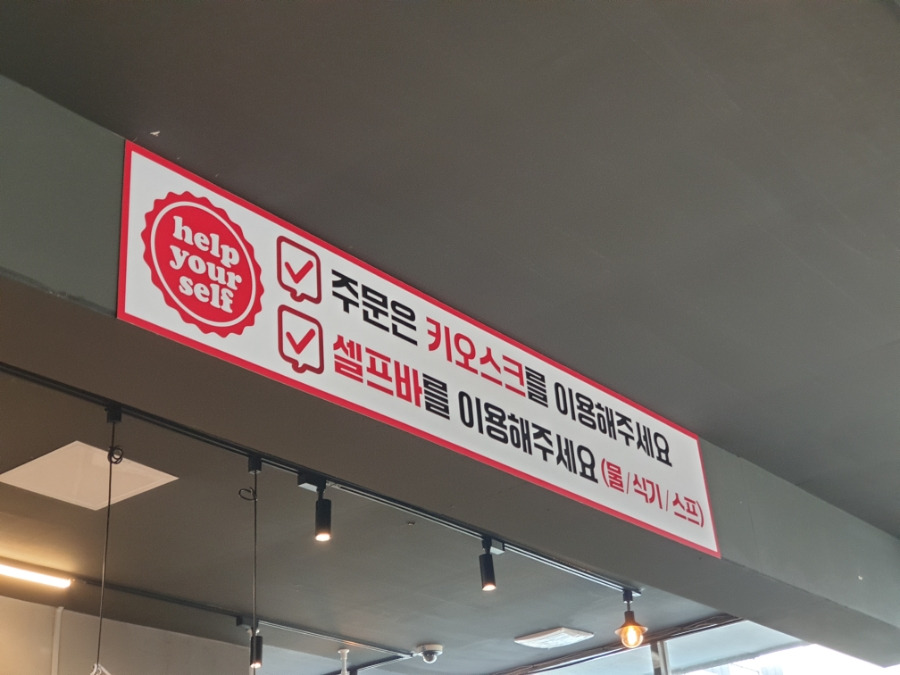 help
your
self
주문은 키오스크를 이용해주세요
셀프바를 이용해주세요 (물/식기/스프)